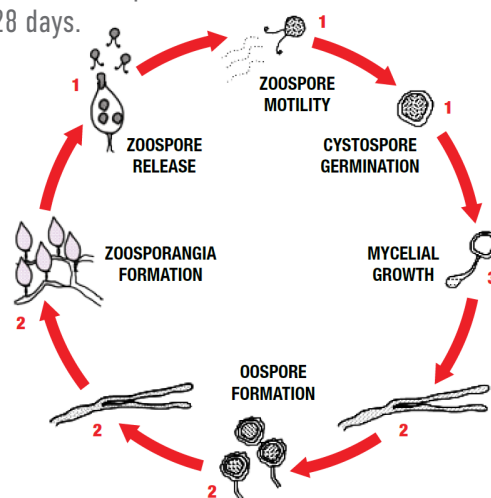 28 days.
1
ZOOSPORE
MOTILITY
1
1
ZOOSPORE
RELEASE
CYSTOSPORE
GERMINATION
ZOOSPORANGIA
FORMATION
MYCELIAL
GROWTH
3
2
OOSPORE
FORMATION
2
2
2